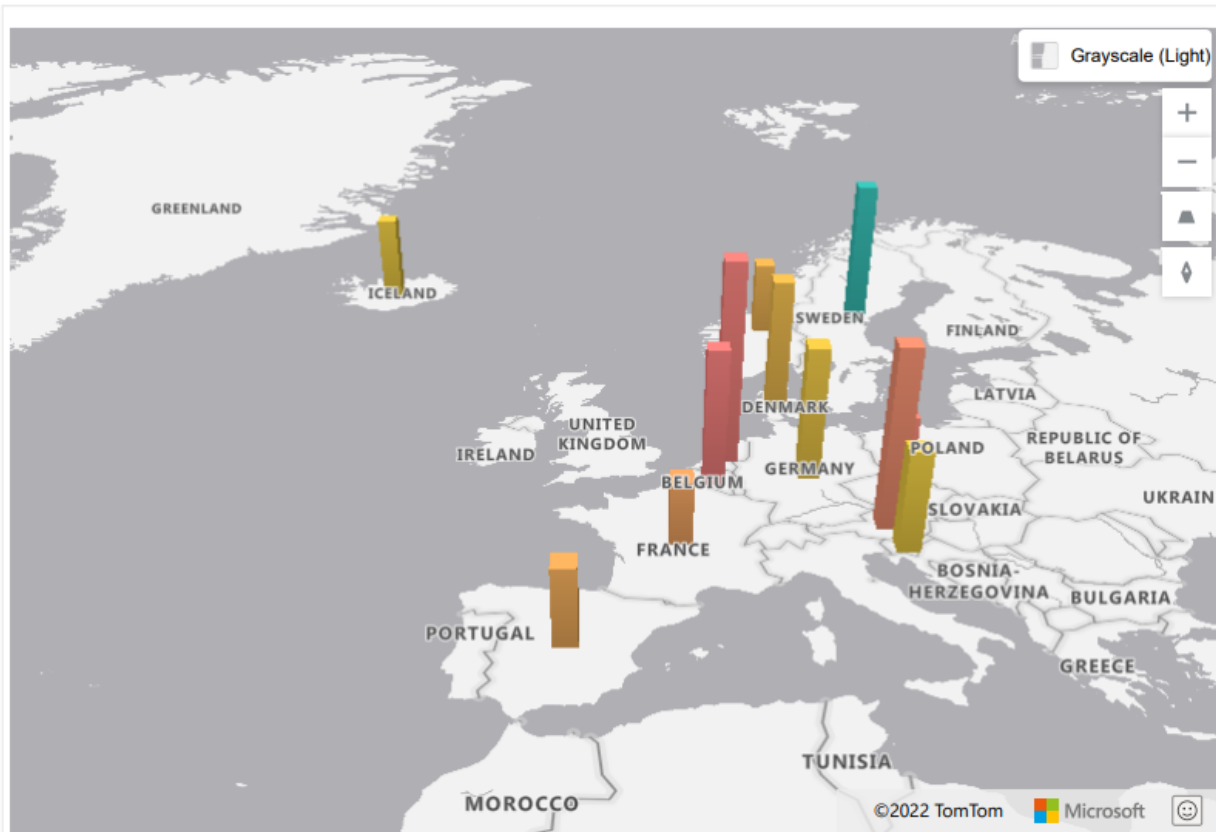 Grayscale (Light)
GREENLAND
ICELAND
SWEDEN
FINLAND
LATVIA
DENMARK
UNITED
KINGDOM
IRELAND
REPUBLIC OF
BELARUS
POLAND
GERMANY
BELGIUM
UKRAIN
SLOVAKIA
FRANCE
BOSNIA-
HERZEGOVINA
BULGARIA
PORTUGAL
GREECE
TUNISIA
MOROCCO
©2022 TomTom
Microsoft